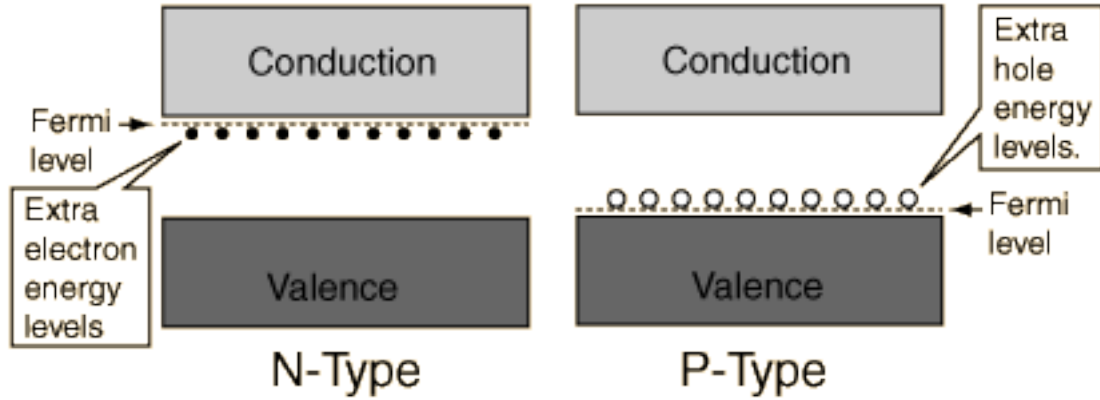 Conduction
Fermi
level
Extra
electron
energy
levels
Valence
N-Type
Conduction
Extra
hole
energy
levels.
Fermi
level
Valence
P-Type